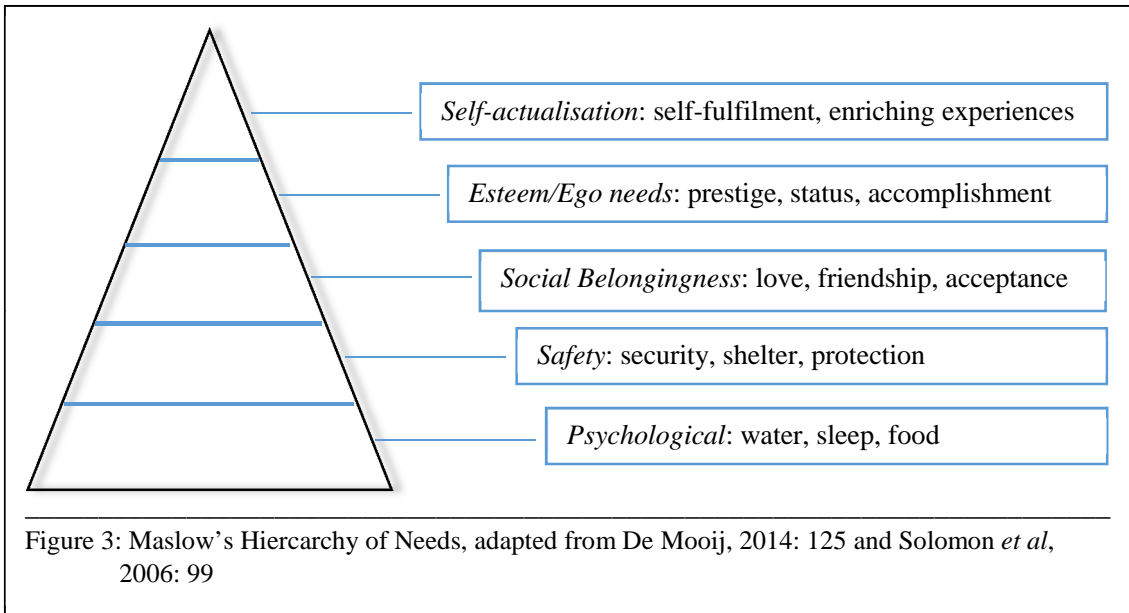 Self-actualisation: self-fulfilment, enriching experiences
Esteem/Ego needs: prestige, status, accomplishment
Social Belongingness: love, friendship, acceptance
Safety: security, shelter, protection
Psychological: water, sleep, food
Figure 3: Maslow’s Hiercarchy of Needs, adapted from De Mooij, 2014: 125 and Solomon et al,
2006: 99